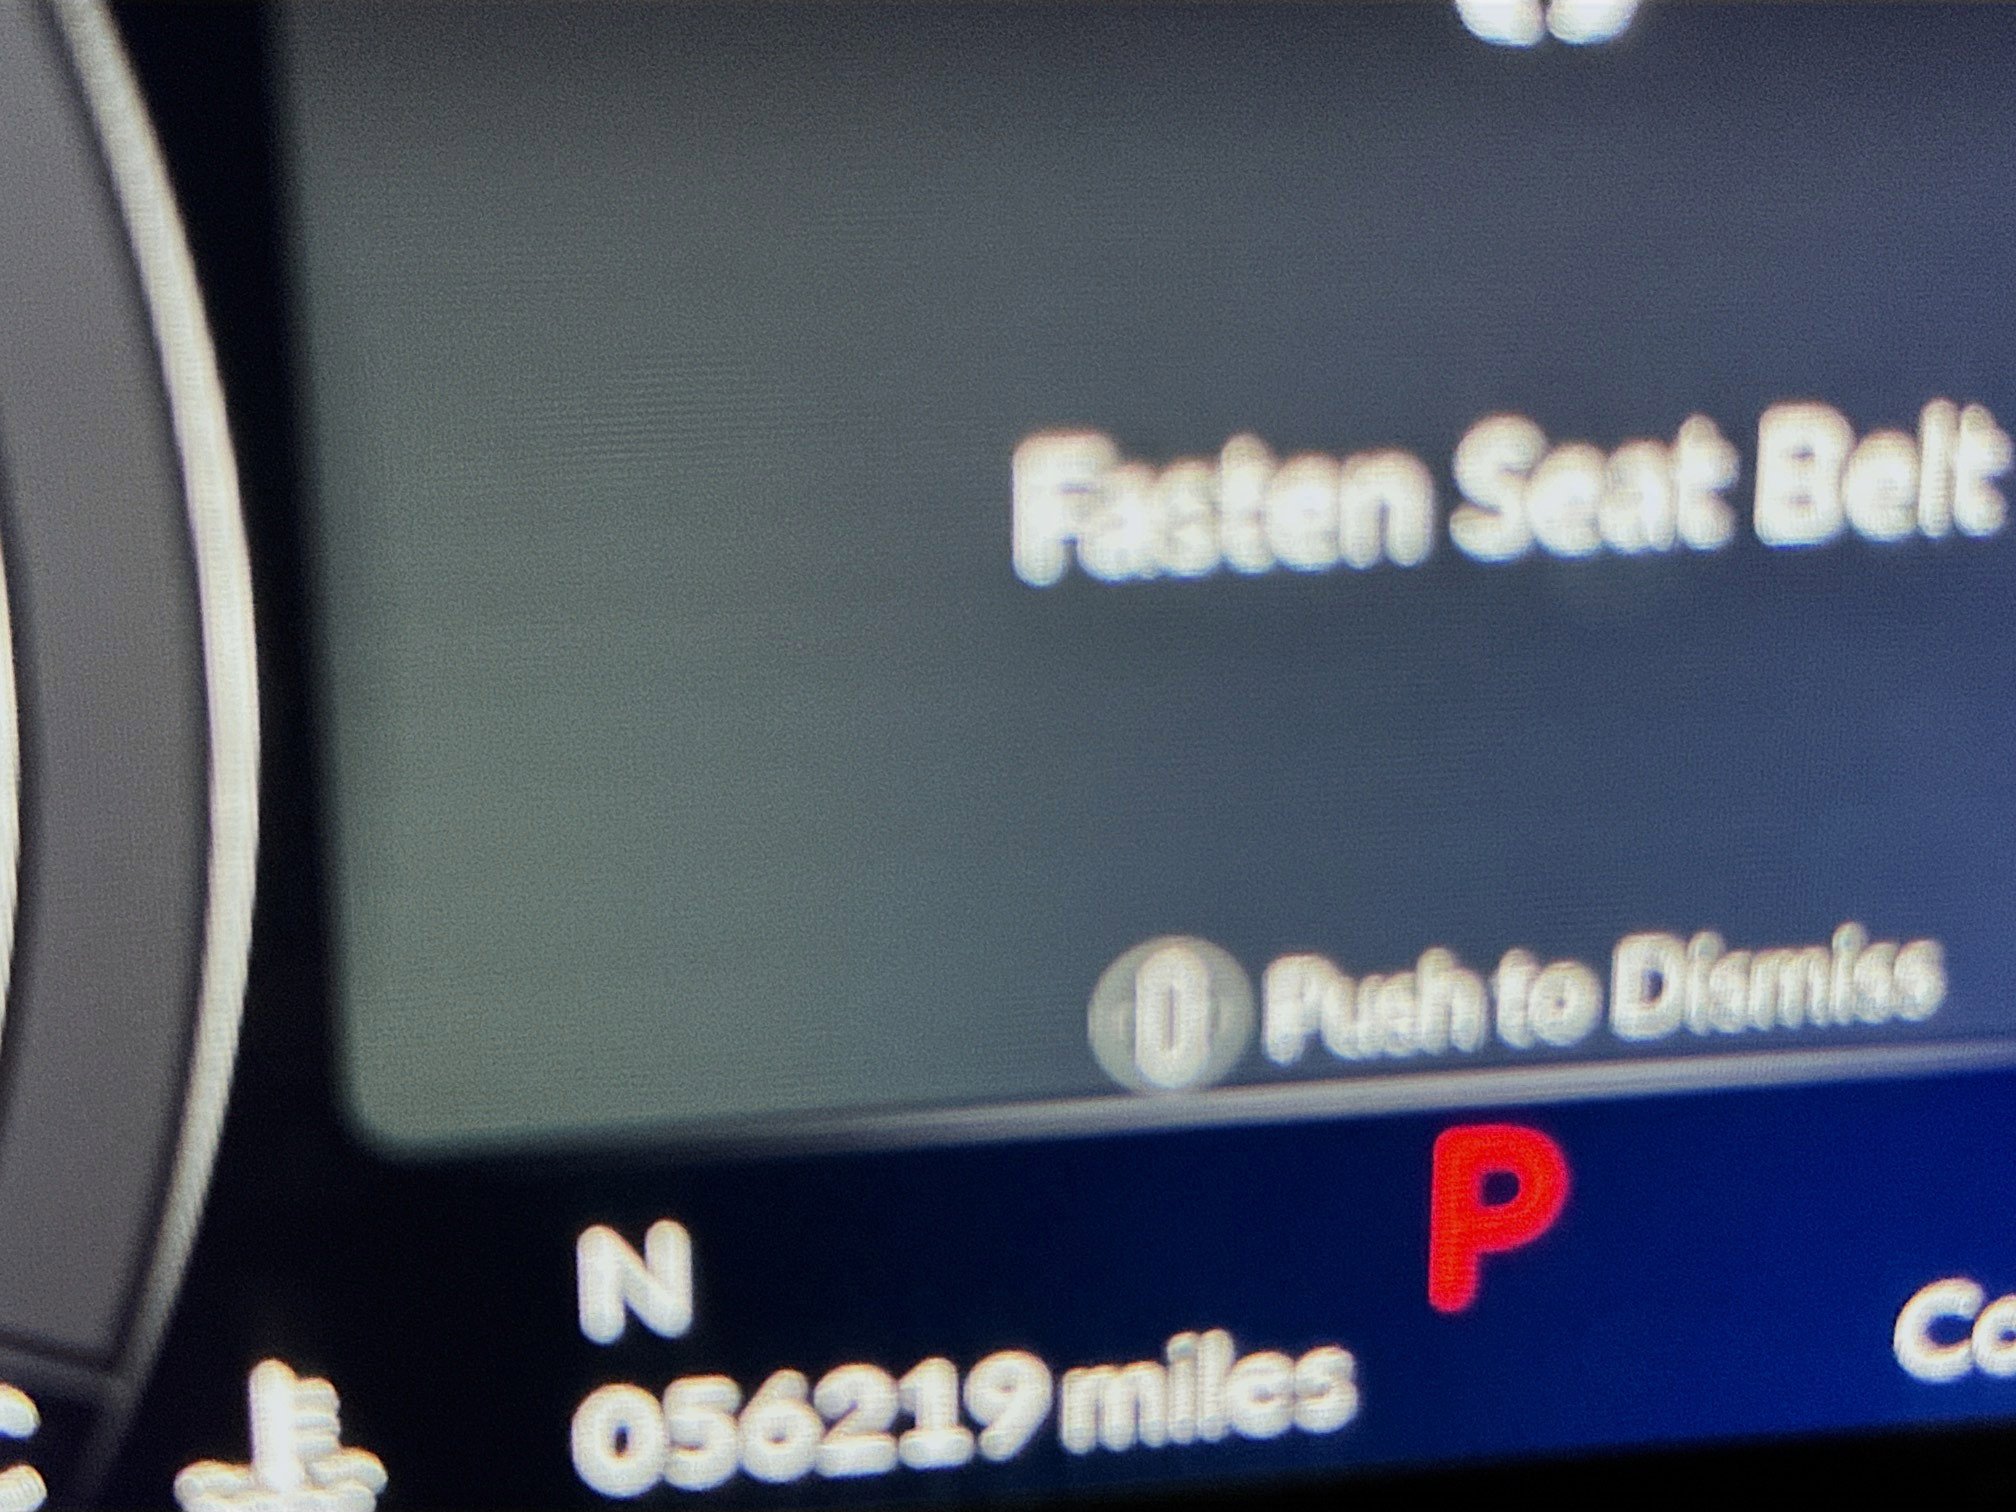 Fasten Seat Belt
Push to Dismiss
P
N
056219 miles